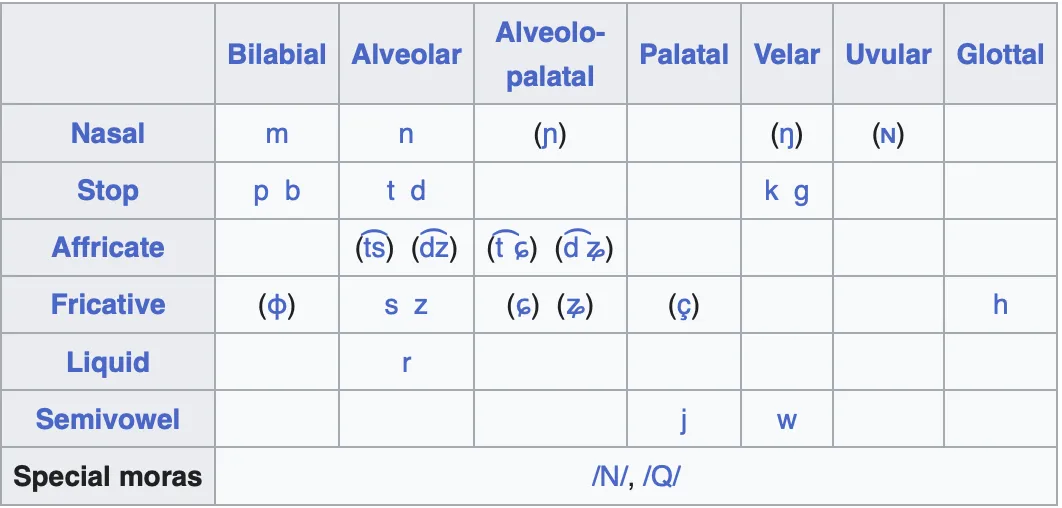 Bilabial Alveolar Alveolo-palatal Palatal Velar Uvular Glottal
Nasal m n (ɲ) (ŋ) (ɴ)
Stop p b t d k g
Affricate (t͡s) (d͡z) (t͡ɕ) (d͡ʑ)
Fricative (ɸ) s z (ɕ) (ʑ) (ç) h
Liquid r
Semivowel j w
Special moras /N/, /Q/